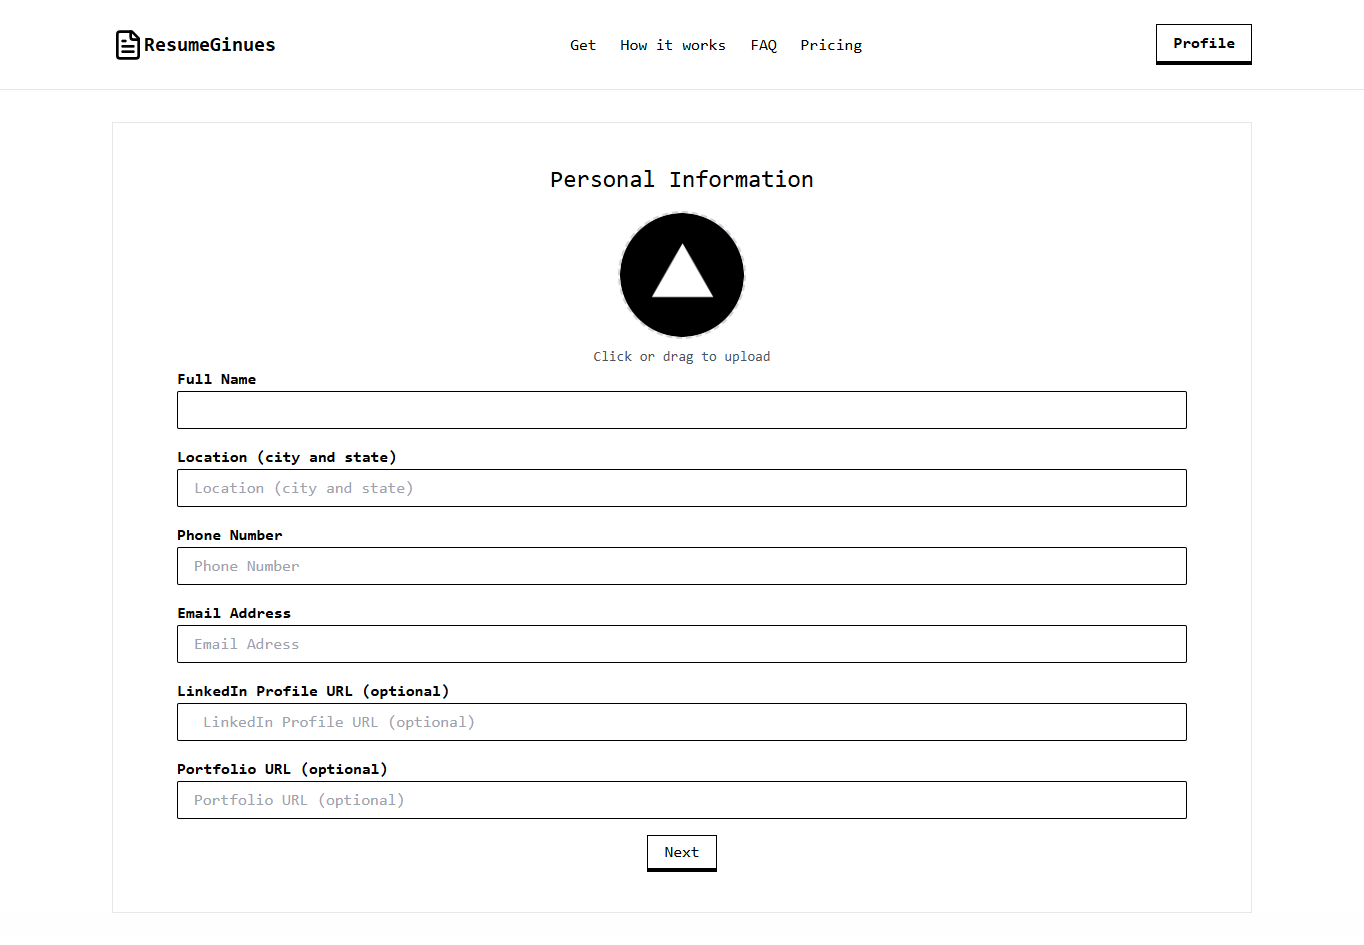 ResumeGinues
Get How it works FAQ Pricing
Profile
Personal Information
Click or drag to upload
Full Name
Location (city and state)
Location (city and state)
Phone Number
Phone Number
Email Address
Email Adress
LinkedIn Profile URL (optional)
LinkedIn Profile URL (optional)
Portfolio URL (optional)
Portfolio URL (optional)
Next